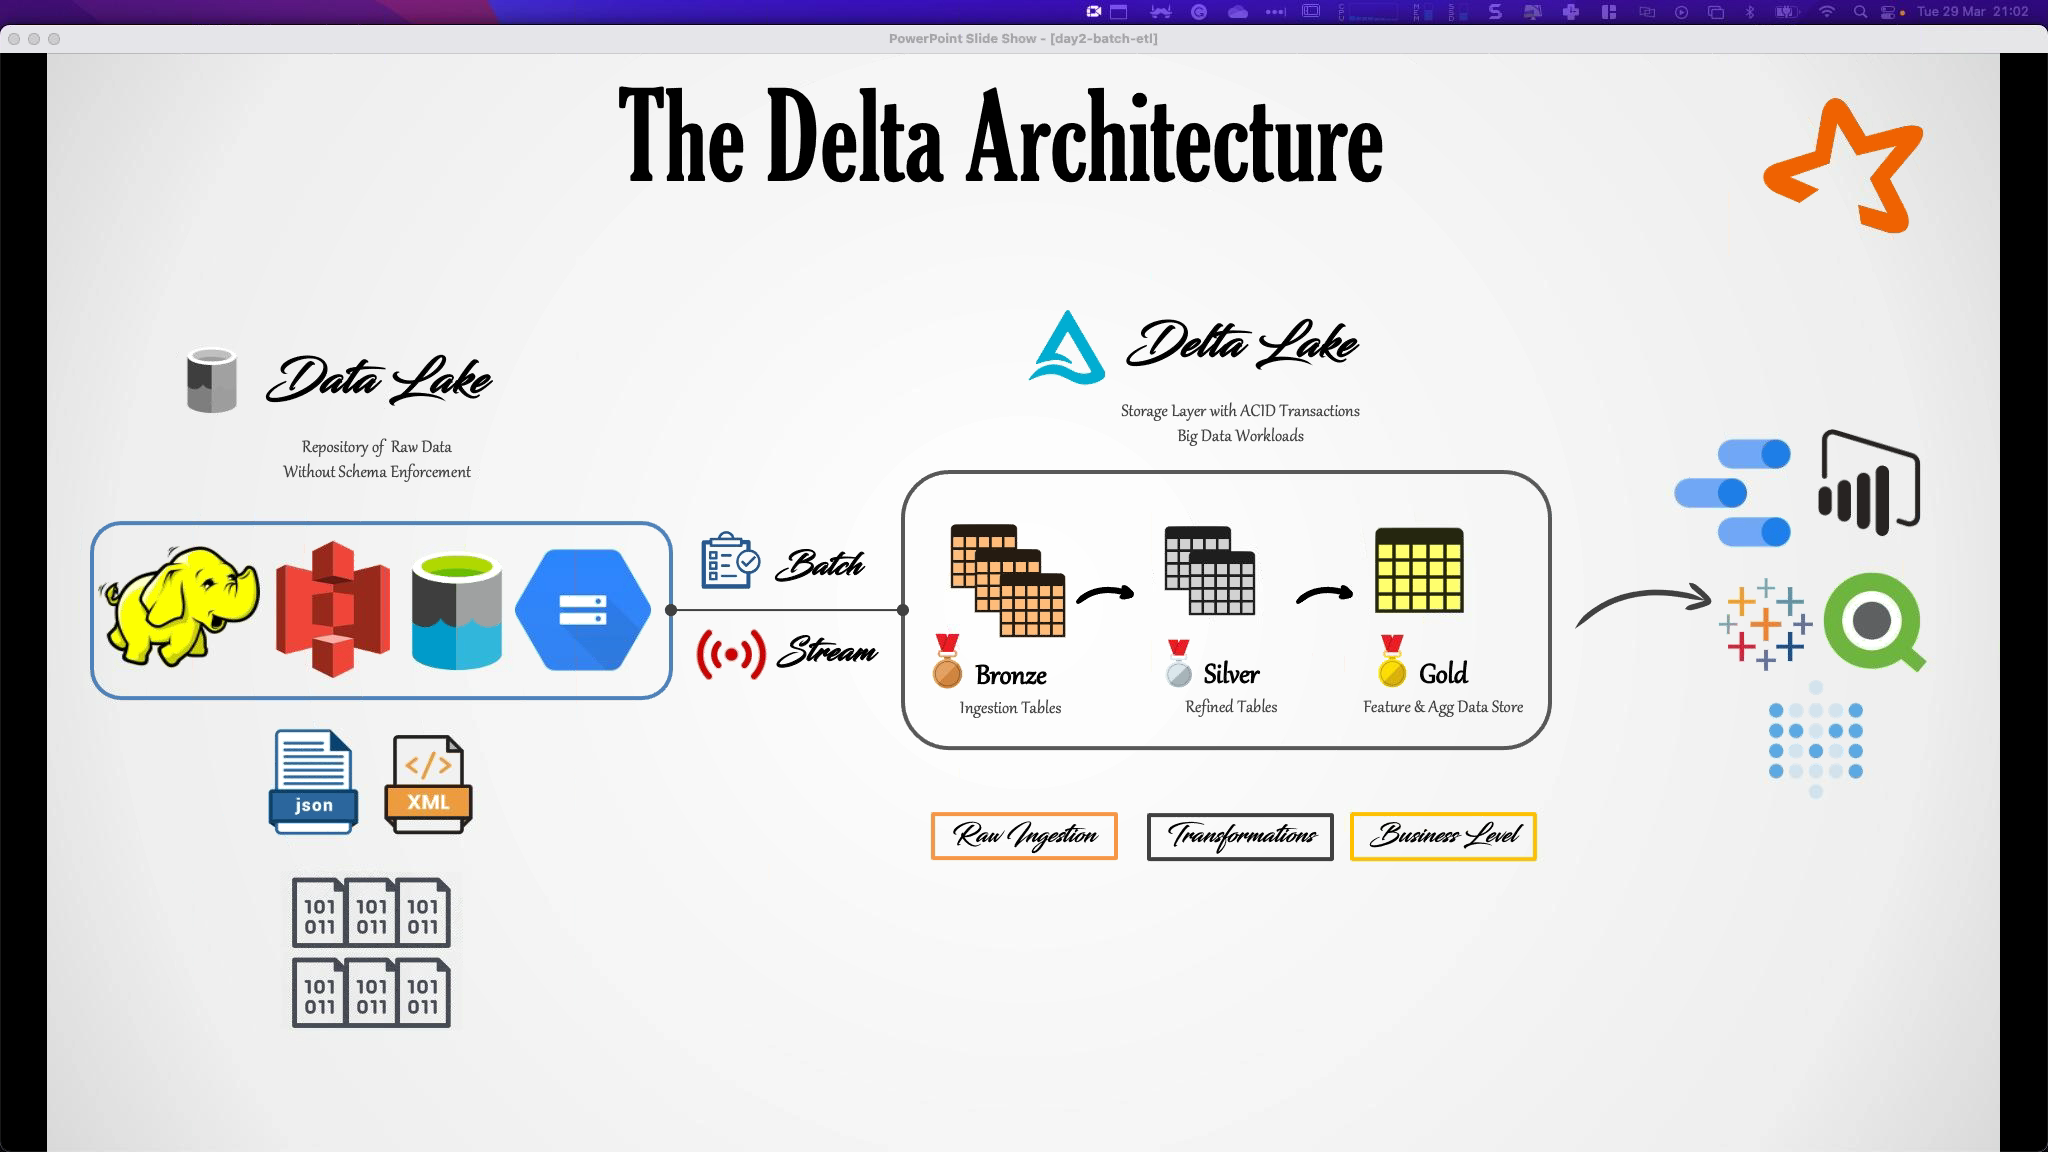 Tue 29 Mar 21:02
PowerPoint Slide Show - [day2-batch-etl]
The Delta Architecture
Data Lake
Repository of Raw Data
Without Schema Enforcement
Delta Lake
Storage Layer with ACID Transactions
Big Data Workloads
Batch
Stream
Bronze
Ingestion Tables
Silver
Refined Tables
Gold
Feature & Agg Data Store
json
XML
Raw Ingestion
Transformations
Business Level
101 101 101
011 011 011
101 101 101
011 011 011